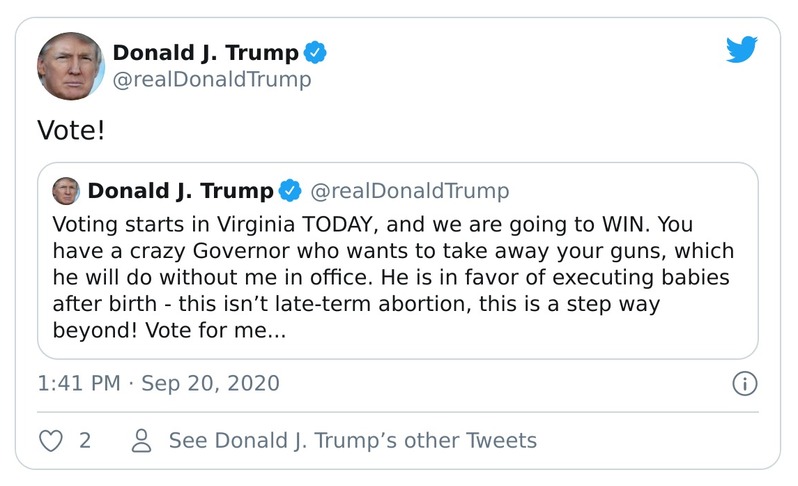 Donald J. Trump
@realDonaldTrump
Vote!
Donald J. Trump @realDonaldTrump
Voting starts in Virginia TODAY, and we are going to WIN. You
have a crazy Governor who wants to take away your guns, which
he will do without me in office. He is in favor of executing babies
after birth - this isn’t late-term abortion, this is a step way
beyond! Vote for me...
1:41 PM · Sep 20, 2020
2 See Donald J. Trump’s other Tweets